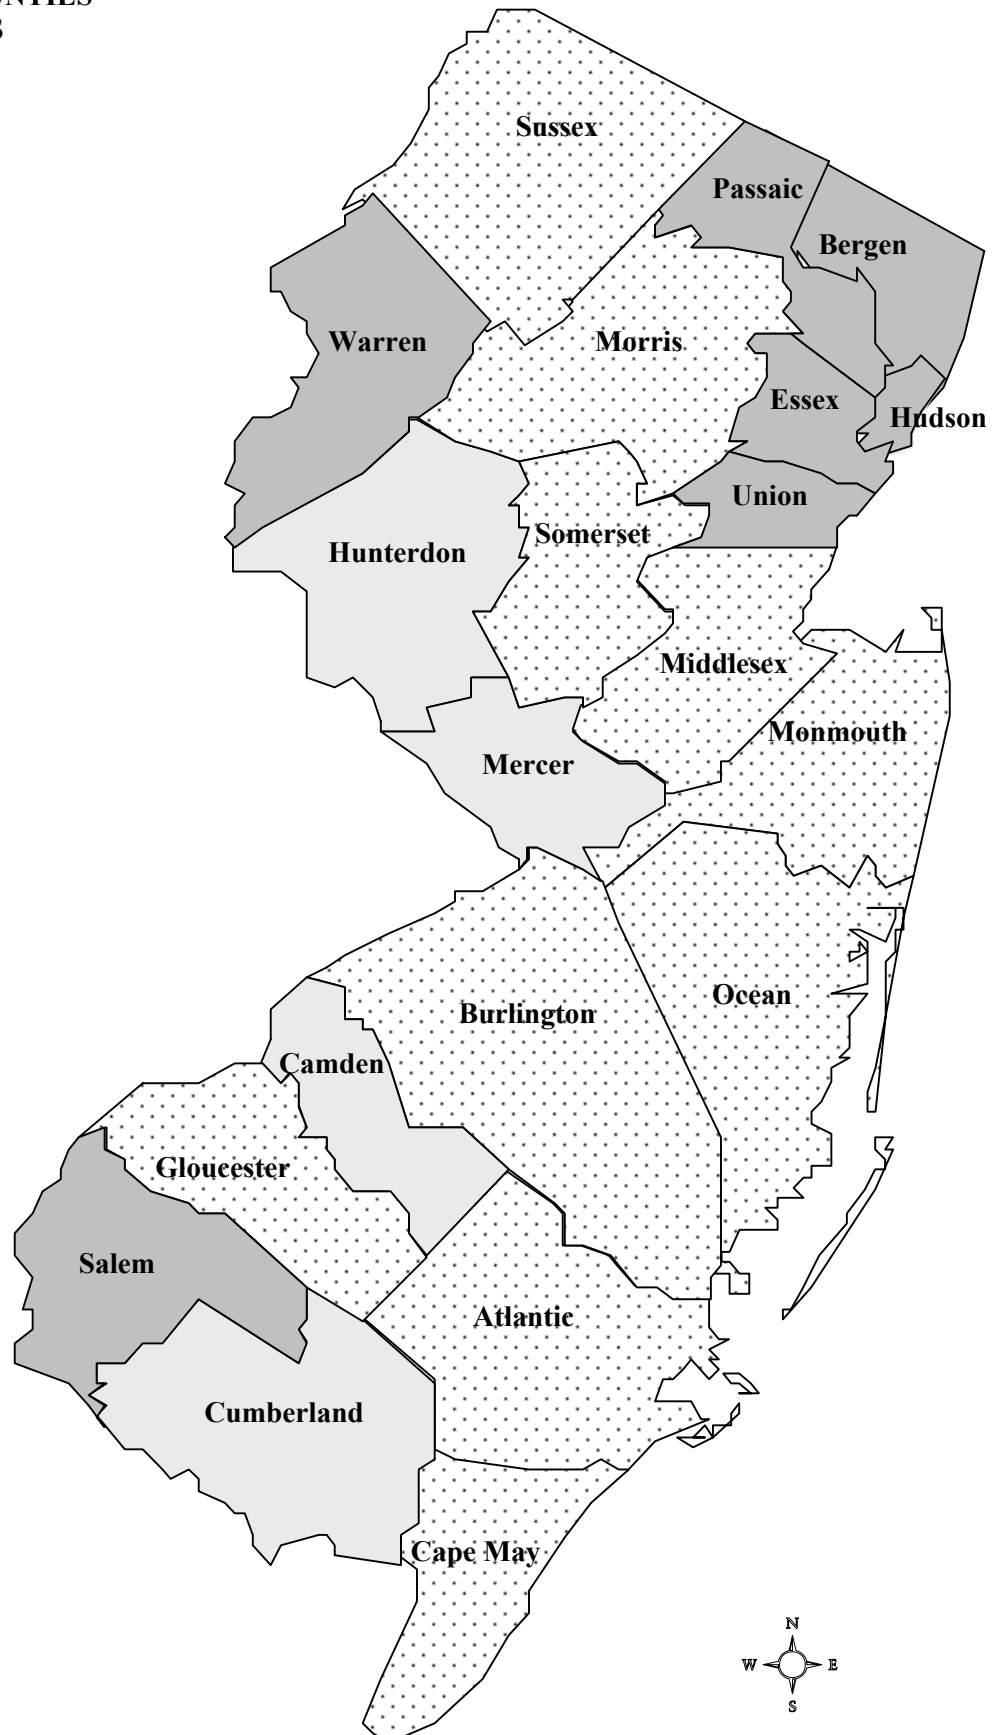 Sussex
Passaic
Bergen
Warren
Morris
Essex
Hudson
Union
Somerset
Hunterdon
Middlesex
Monmouth
Mercer
Ocean
Burlington
Camden
Gloucester
Salem
Atlantic
Cumberland
Cape May
N
W E
S